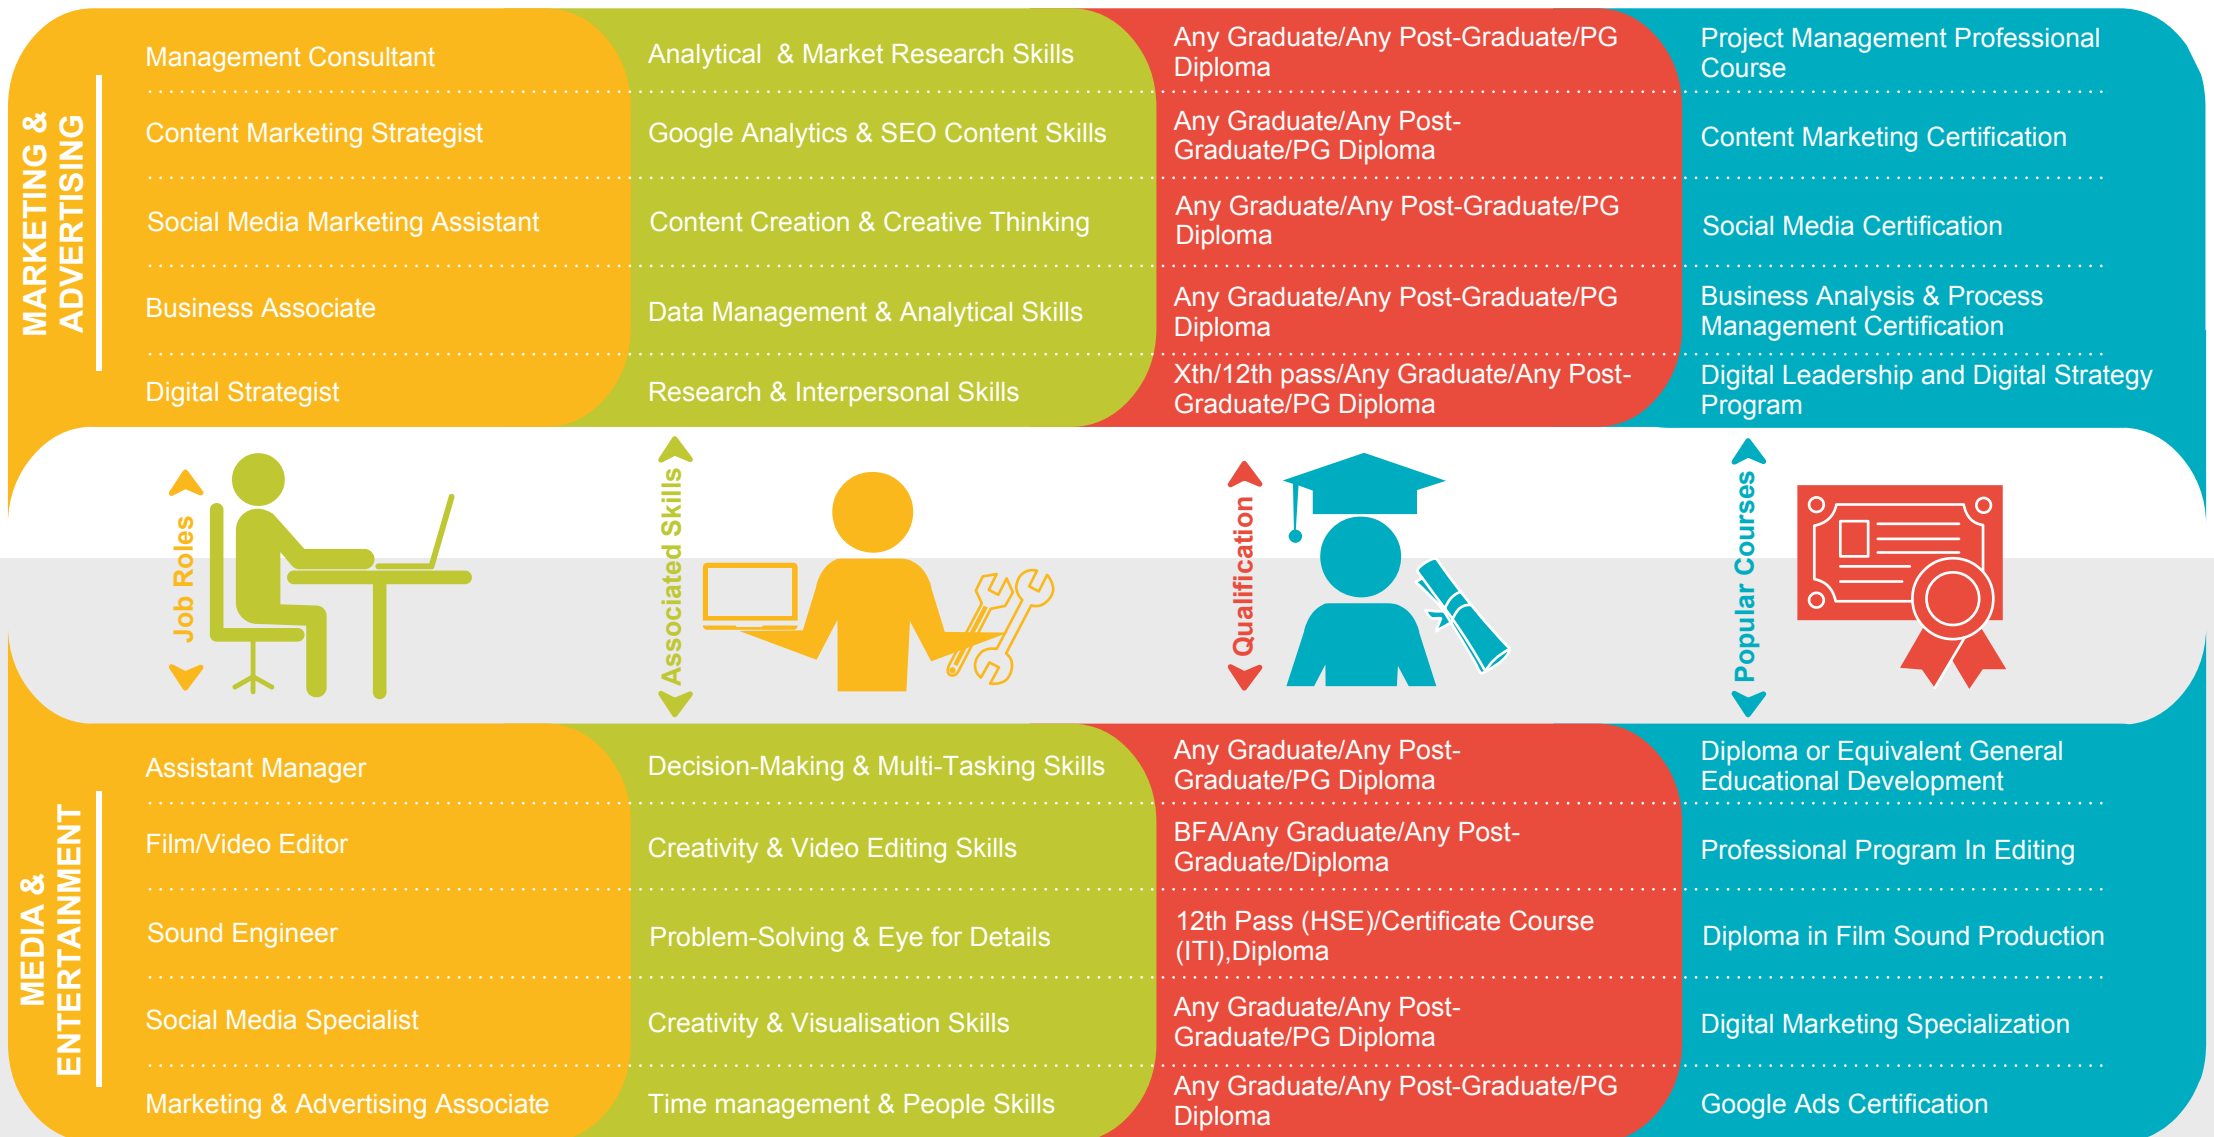 MARKETING &
ADVERTISING
Management Consultant
Analytical  & Market Research Skills
Any Graduate/Any Post-Graduate/PG
Diploma
Project Management Professional
Course
Content Marketing Strategist
Google Analytics & SEO Content Skills
Any Graduate/Any Post-
Graduate/PG Diploma
Content Marketing Certification
Social Media Marketing Assistant
Content Creation & Creative Thinking
Any Graduate/Any Post-Graduate/PG
Diploma
Social Media Certification
Business Associate
Data Management & Analytical Skills
Any Graduate/Any Post-Graduate/PG
Diploma
Business Analysis & Process
Management Certification
Digital Strategist
Research & Interpersonal Skills
Xth/12th pass/Any Graduate/Any Post-
Graduate/PG Diploma
Digital Leadership and Digital Strategy
Program
Job Roles
Associated Skills
Qualification
Popular Courses
MEDIA &
ENTERTAINMENT
Assistant Manager
Decision-Making & Multi-Tasking Skills
Any Graduate/Any Post-
Graduate/PG Diploma
Diploma or Equivalent General
Educational Development
Film/Video Editor
Creativity & Video Editing Skills
BFA/Any Graduate/Any Post-
Graduate/Diploma
Professional Program In Editing
Sound Engineer
Problem-Solving & Eye for Details
12th Pass (HSE)/Certificate Course
(ITI),Diploma
Diploma in Film Sound Production
Social Media Specialist
Creativity & Visualisation Skills
Any Graduate/Any Post-
Graduate/PG Diploma
Digital Marketing Specialization
Marketing & Advertising Associate
Time management & People Skills
Any Graduate/Any Post-Graduate/PG
Diploma
Google Ads Certification